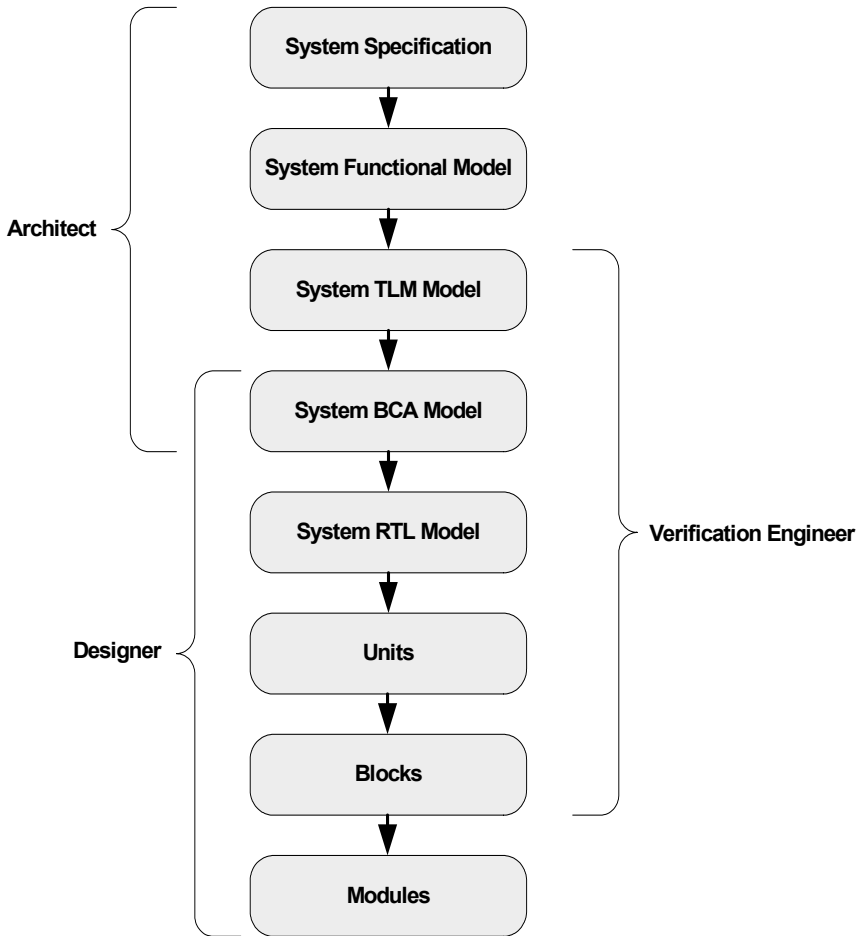 System Specification
System Functional Model
Architect
System TLM Model
System BCA Model
System RTL Model
Verification Engineer
Designer
Units
Blocks
Modules